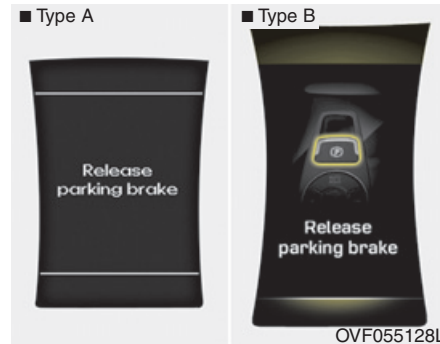 ■ Type A
Release
parking brake
■ Type B
Release
parking brake
OVF055128L